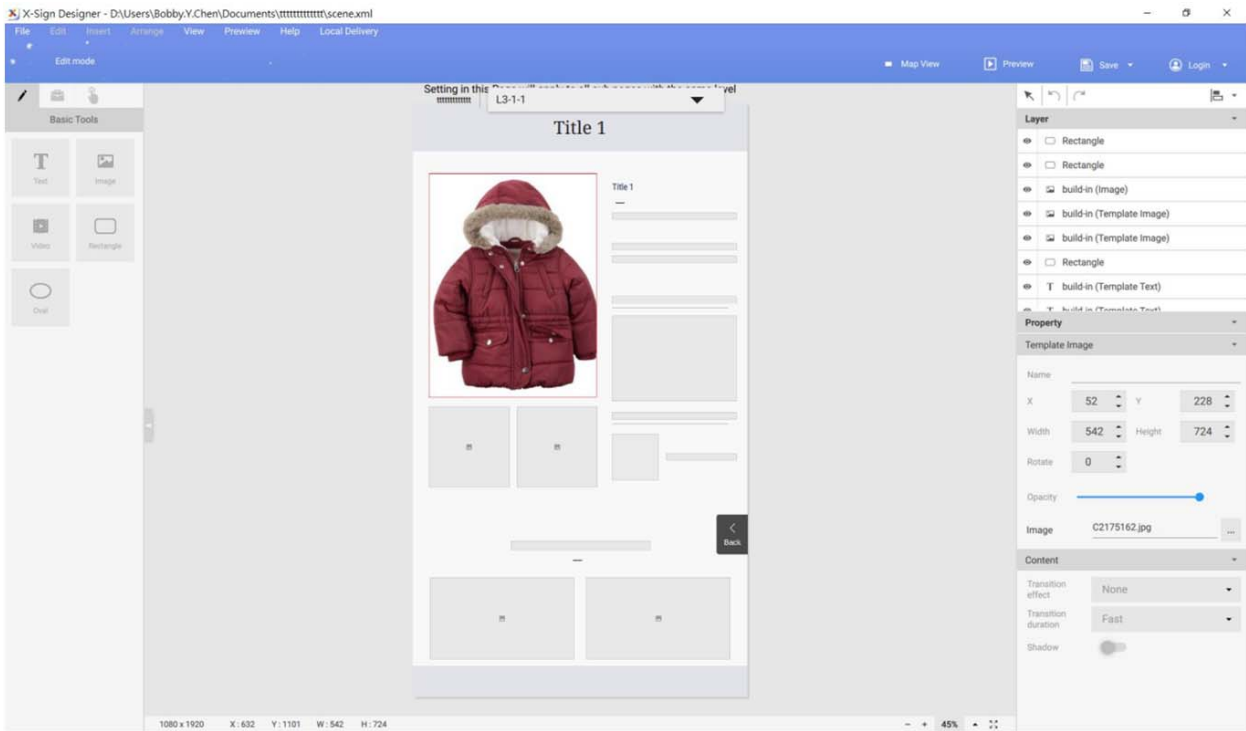 X-Sign Designer - D:\Users\Bobby.Y.Chen\Documents\tttttttttttttt\scene.xml
File Edit Insert Arrange View Preview Help Local Delivery
Edit mode
Map View
Preview
Save
Login
Setting in this
L3-1-1
Title 1
Basic Tools
Text
Image
Video
Rectangle
Oval
Title 1
Back
Layer
Rectangle
Rectangle
build-in (Image)
build-in (Template Image)
build-in (Template Image)
Rectangle
T build-in (Template Text)
Property
Template Image
Name
X 52 Y 228
Width 542 Height 724
Rotate 0
Opacity
Image C2175162.jpg ...
Content
Transition effect None
Transition duration Fast
Shadow
1080 x 1920 X : 632 Y : 1101 W : 542 H : 724
- + 45%